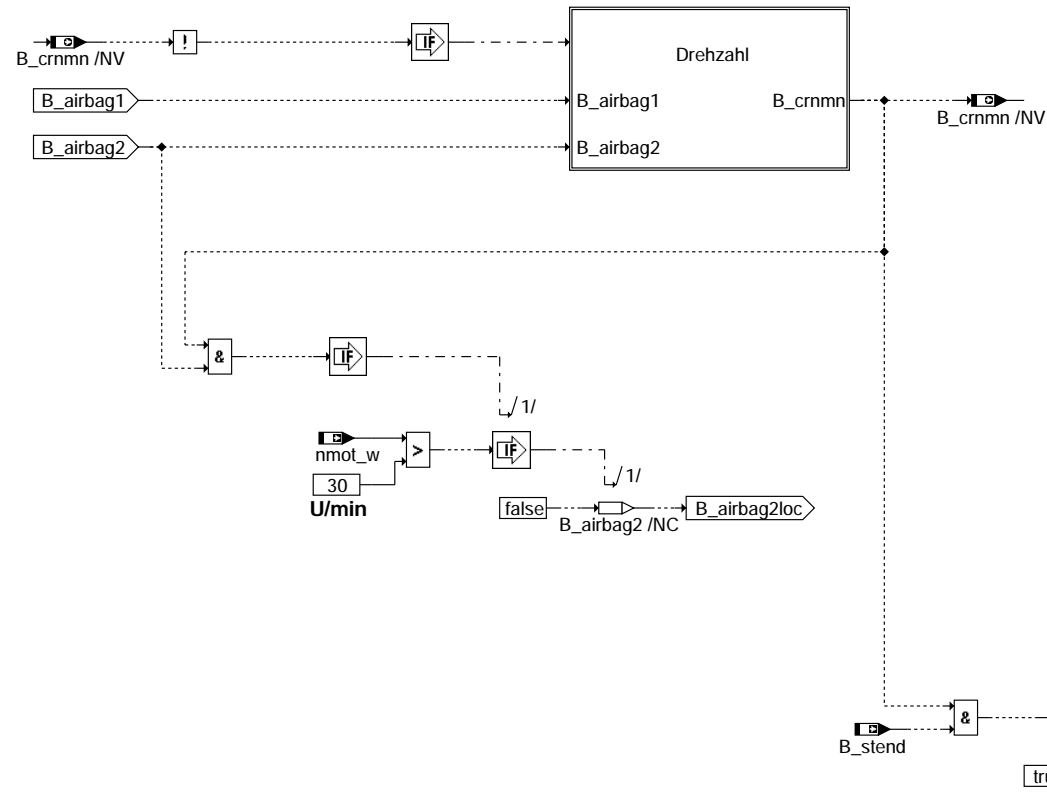 !
IF
Drehzahl
B_crnmn /NV
B_airbag1
B_airbag1
B_crnmn
B_crnmn /NV
B_airbag2
B_airbag2
&
IF
/1/
nmot_w
>
IF
30
U/min
/1/
false
B_airbag2 /NC
B_airbag2loc
&
B_stend